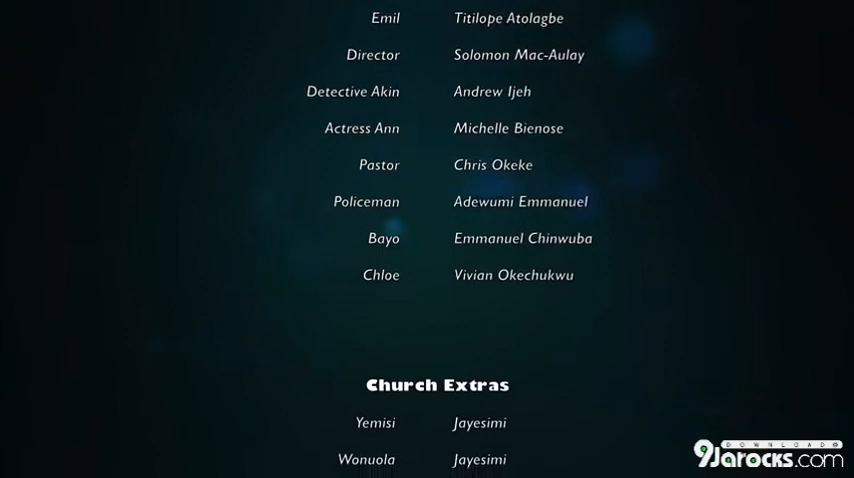 Emil Titilope Atolagbe
Director Solomon Mac-Aulay
Detective Akin Andrew Ijeh
Actress Ann Michelle Bienose
Pastor Chris Okeke
Policeman Adewumi Emmanuel
Bayo Emmanuel Chinwuba
Chloe Vivian Okechukwu
Church Extras
Yemisi Jayesimi
Wonuola Jayesimi
DOWNLOADS
9Jarocks.com